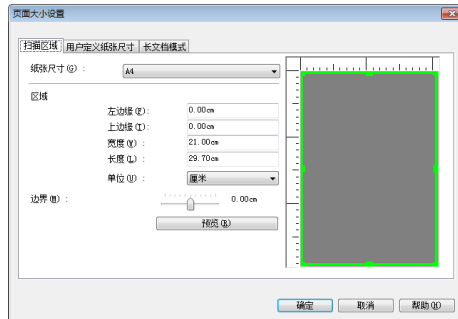 页面大小设置
扫描区域 用户定义纸张尺寸 长文档模式
纸张尺寸(G) : A4
区域
左边缘(F): 0.00cm
上边缘(T): 0.00cm
宽度(W) : 21.00cm
长度(L) : 29.70cm
单位(U) : 厘米
边界(M) : 0.00cm
预览(R)
确定 取消 帮助(H)